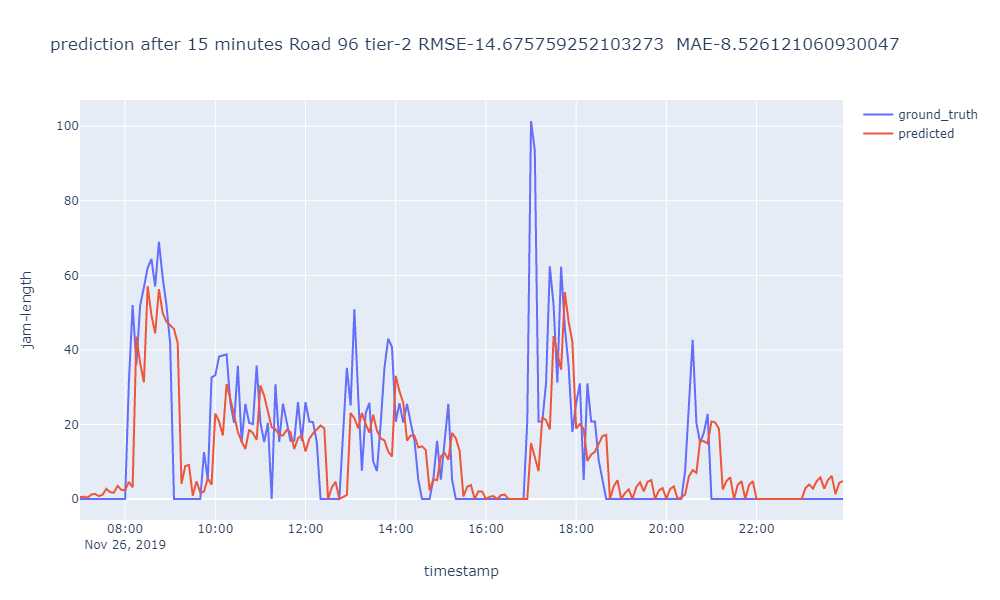 prediction after 15 minutes Road 96 tier-2 RMSE-14.675759252103273  MAE-8.526121060930047
ground_truth
predicted
100
80
60
40
20
0
jam-length
08:00 10:00 12:00 14:00 16:00 18:00 20:00 22:00
Nov 26, 2019
timestamp